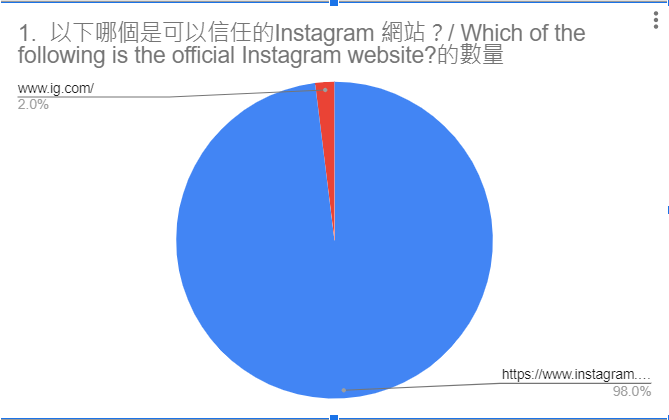 1. 以下哪個是可以信任的Instagram 網站？/ Which of the
following is the official Instagram website?的數量
www.ig.com/
2.0%
https://www.instagram.…
98.0%